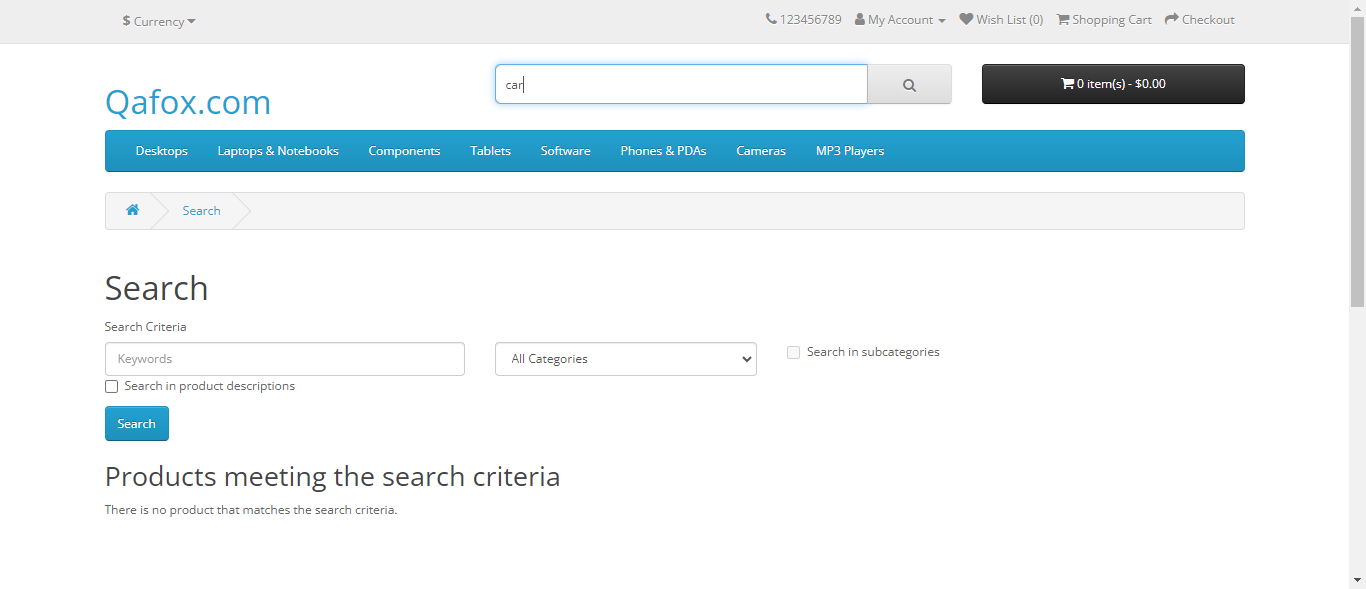 $ Currency
123456789 My Account Wish List (0) Shopping Cart Checkout
car
0 item(s) - $0.00
Qafox.com
Desktops Laptops & Notebooks Components Tablets Software Phones & PDAs Cameras MP3 Players
Search
Search
Search Criteria
Keywords All Categories Search in subcategories
Search in product descriptions
Search
Products meeting the search criteria
There is no product that matches the search criteria.